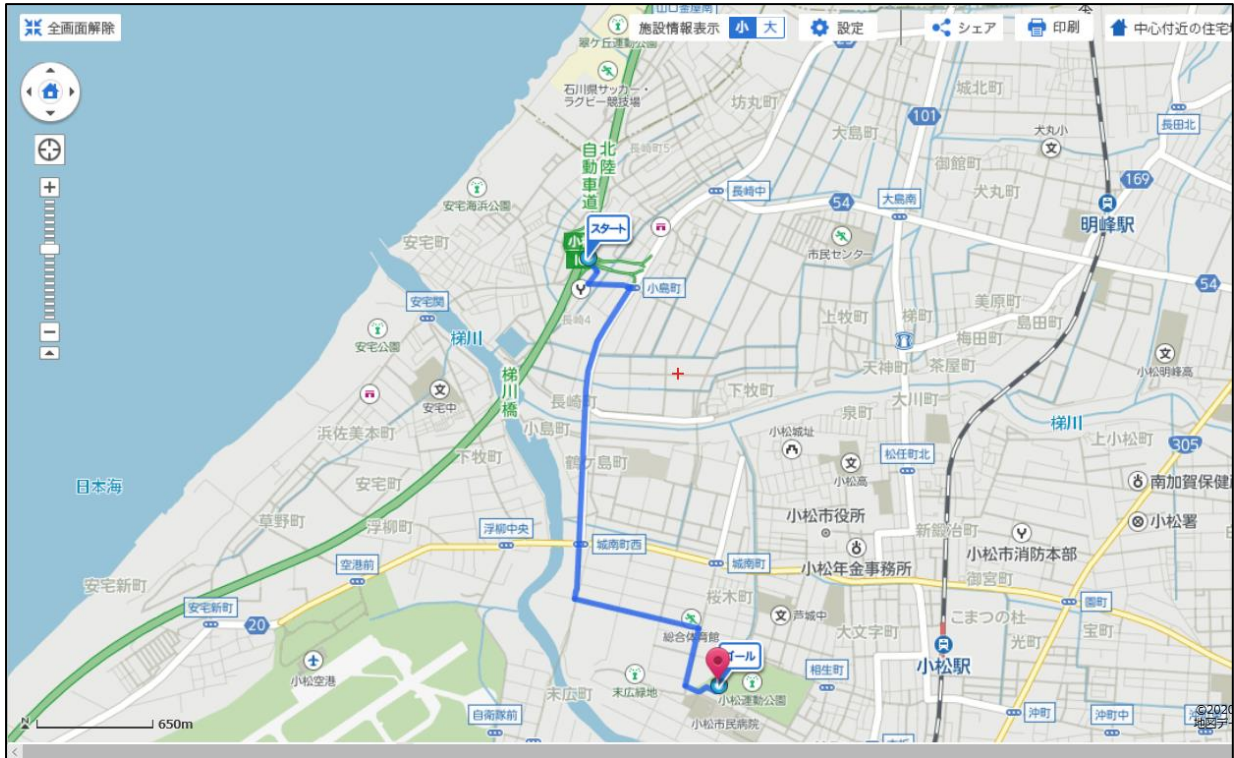 全画面解除
施設情報表示 小 大
設定
シェア
印刷
中心付近の住宅
翠ケ丘運動公園
石川県サッカー・
ラグビー競技場
坊丸町
城北町
101
大島町
犬丸小
長田北
北陸
自動車道
長崎町5
御館町
169
安宅海浜公園
長崎中
54
大島南
犬丸町
明峰駅
スタート
安宅町
市民センター
小島町
54
安宅関
長崎4
上牧町
梯町
美原町
島田町
梅田町
安宅公園
梯川
天神町
茶屋町
小松明峰高
梯川橋
下牧町
安宅中
長崎町
大川町
泉町
梯川
小島町
浜佐美本町
小松城址
上小松町
305
下牧町
鶴ケ島町
松任町北
小松高
日本海
安宅町
南加賀保健
草野町
浮柳町
浮柳中央
小松市役所
新鍛冶町
小松署
城南町西
小松市消防本部
空港前
城南町
小松年金事務所
安宅新町
御宮町
桜木町
安宅新町
20
園町
芦城中
こまつの杜
総合体育館
大文字町
光町
宝町
ゴール
小松空港
相生町
小松駅
末広町
末広緑地
小松運動公園
自衛隊前
小松市民病院
沖町
沖町中
650m
©2020
地図デー